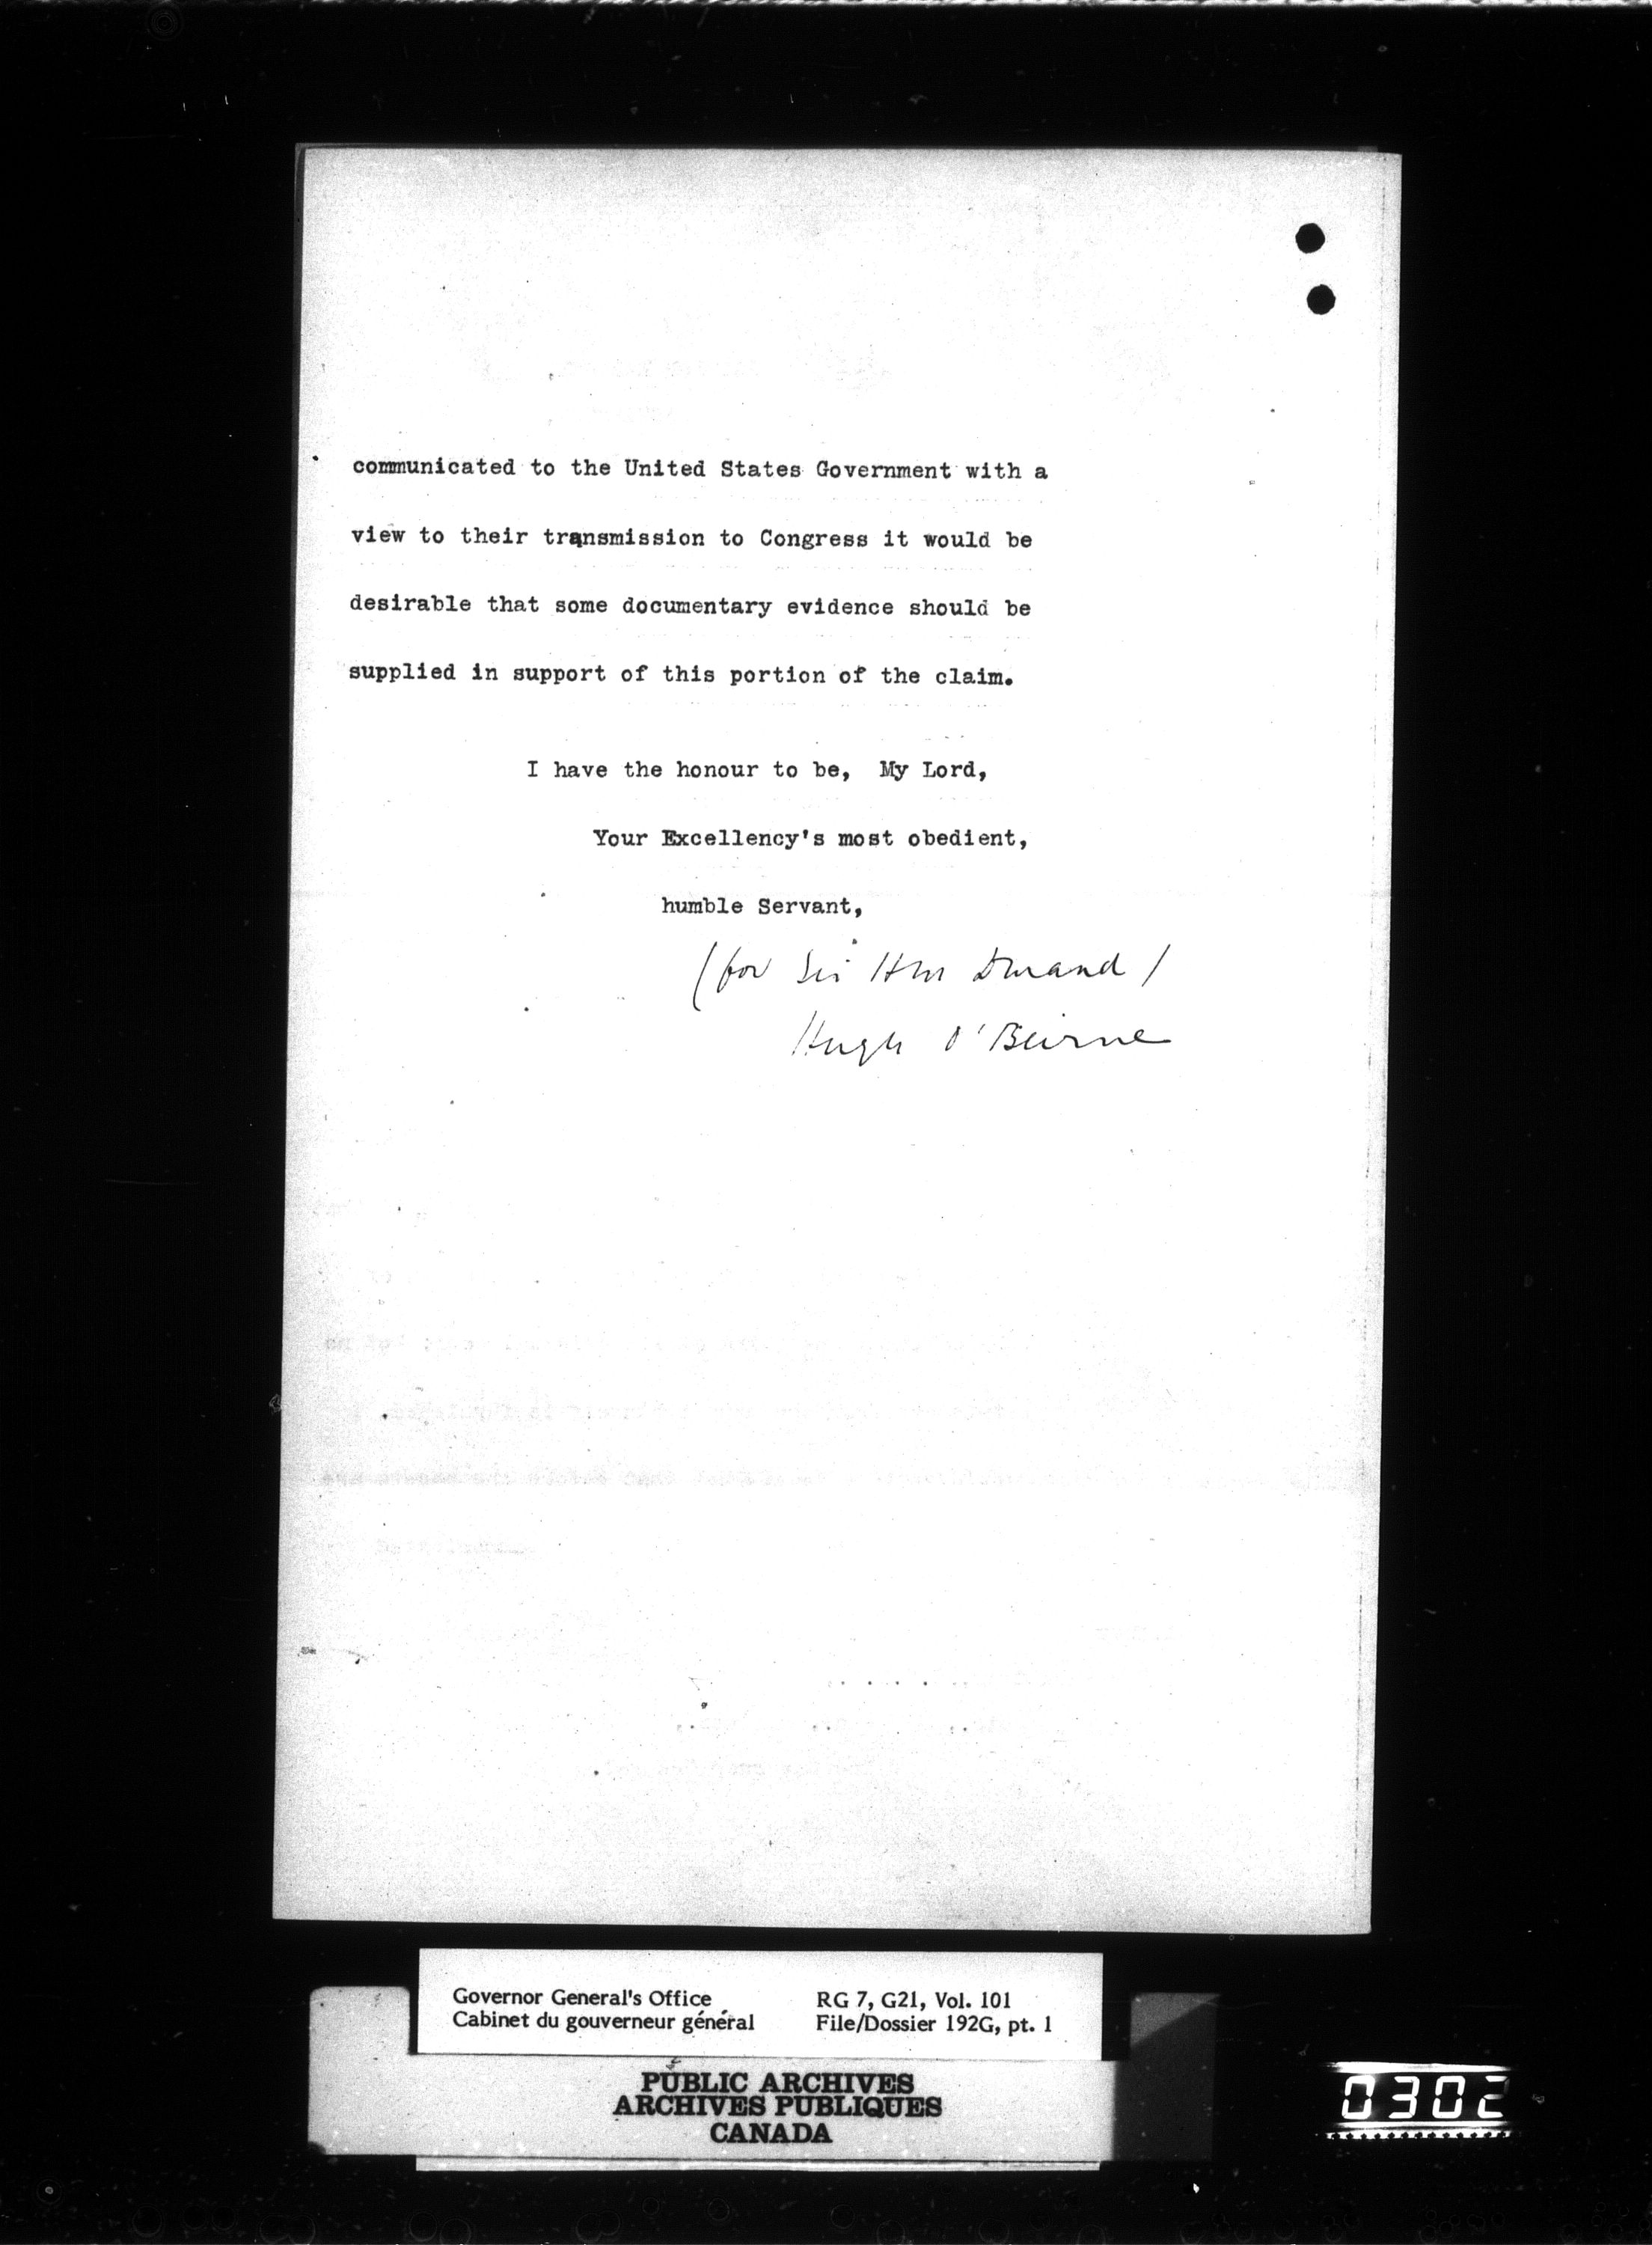 communicated to the United States Government with a
view to their transmission to Congress it would be
desirable that some documentary evidence should be
supplied in support of this portion of the claim.
I have the honour to be, My Lord,
Your Excellency's most obedient,
humble Servant,
(for Sir HM Durand)
Hugh O'Beirne
Governor General's Office
Cabinet du gouverneur général
RG 7, G21, Vol. 101
File/Dossier 192G, pt. 1
PUBLIC ARCHIVES
ARCHIVES PUBLIQUES
CANADA
0302